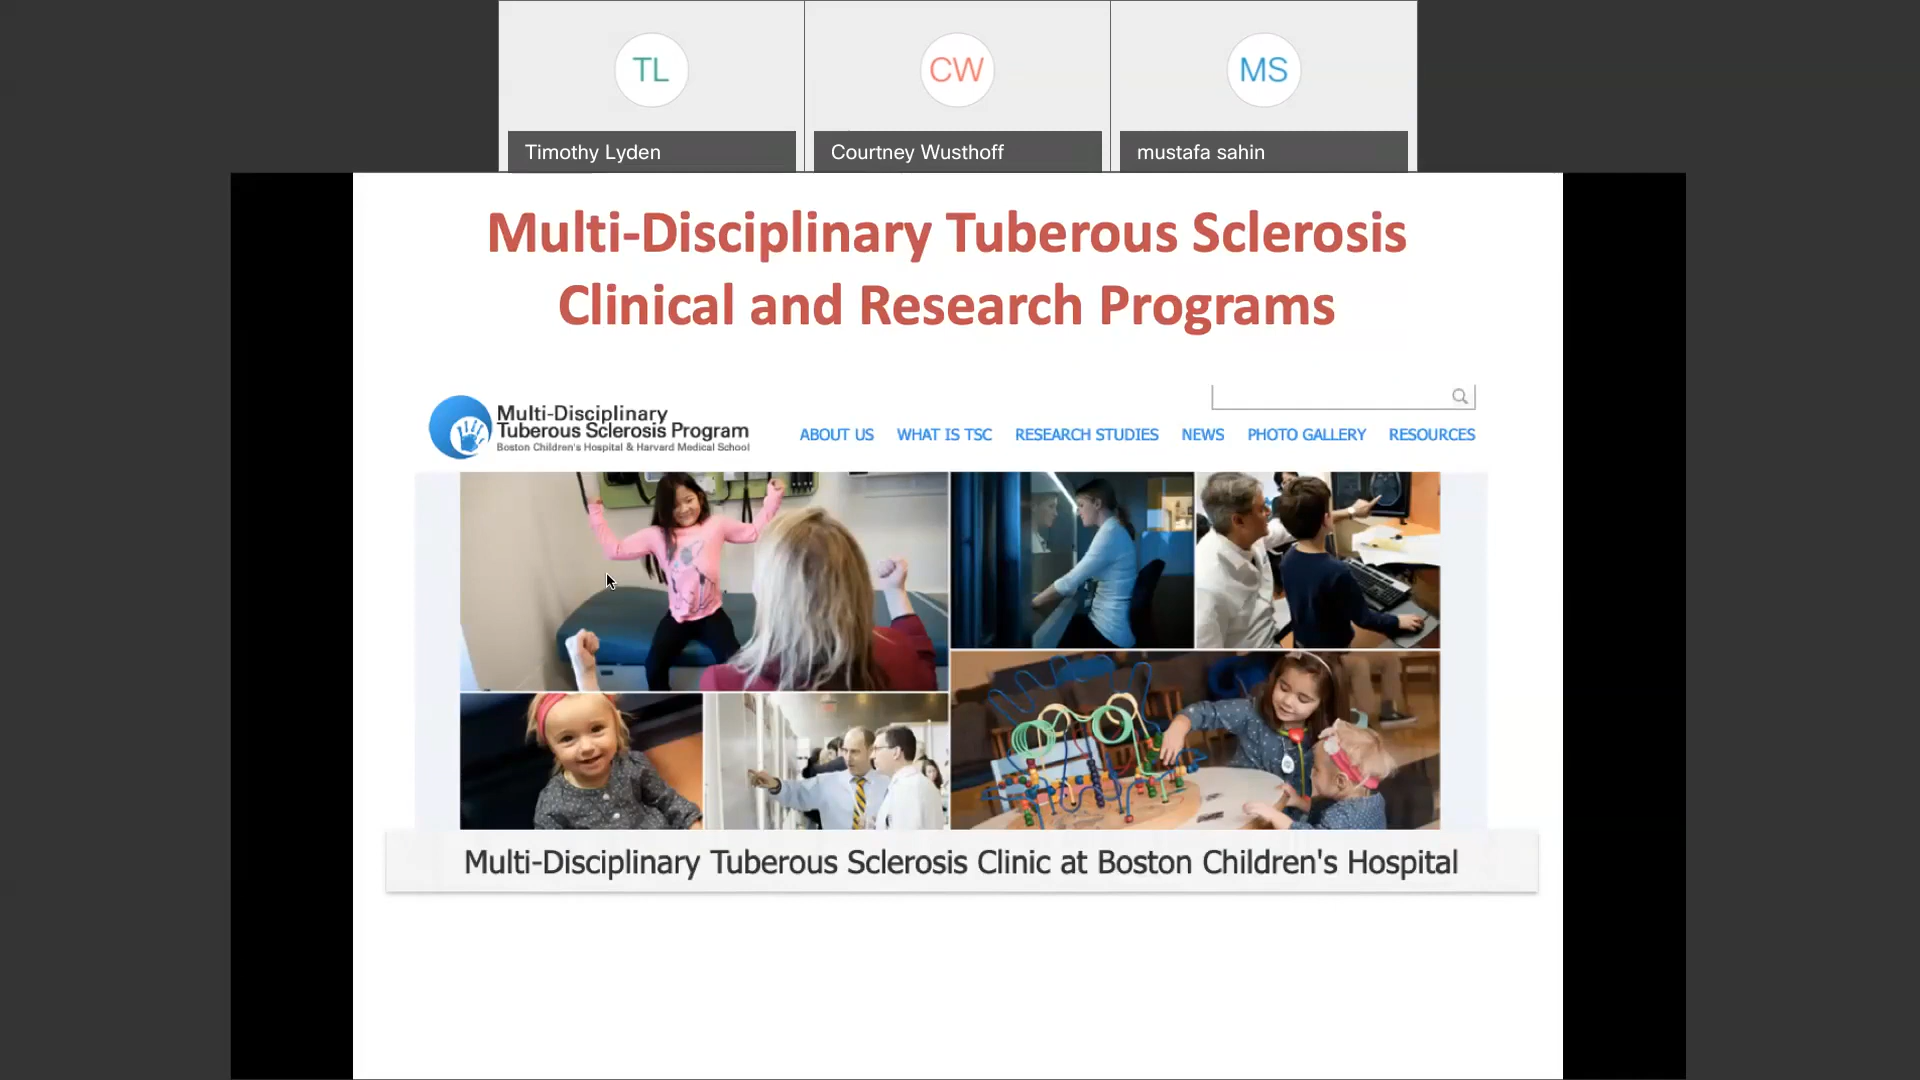 TL
CW
MS
Timothy Lyden
Courtney Wusthoff
mustafa sahin
Multi-Disciplinary Tuberous Sclerosis
Clinical and Research Programs
Multi-Disciplinary
Tuberous Sclerosis Program
Boston Children's Hospital & Harvard Medical School
ABOUT US WHAT IS TSC RESEARCH STUDIES NEWS PHOTO GALLERY RESOURCES
Multi-Disciplinary Tuberous Sclerosis Clinic at Boston Children's Hospital